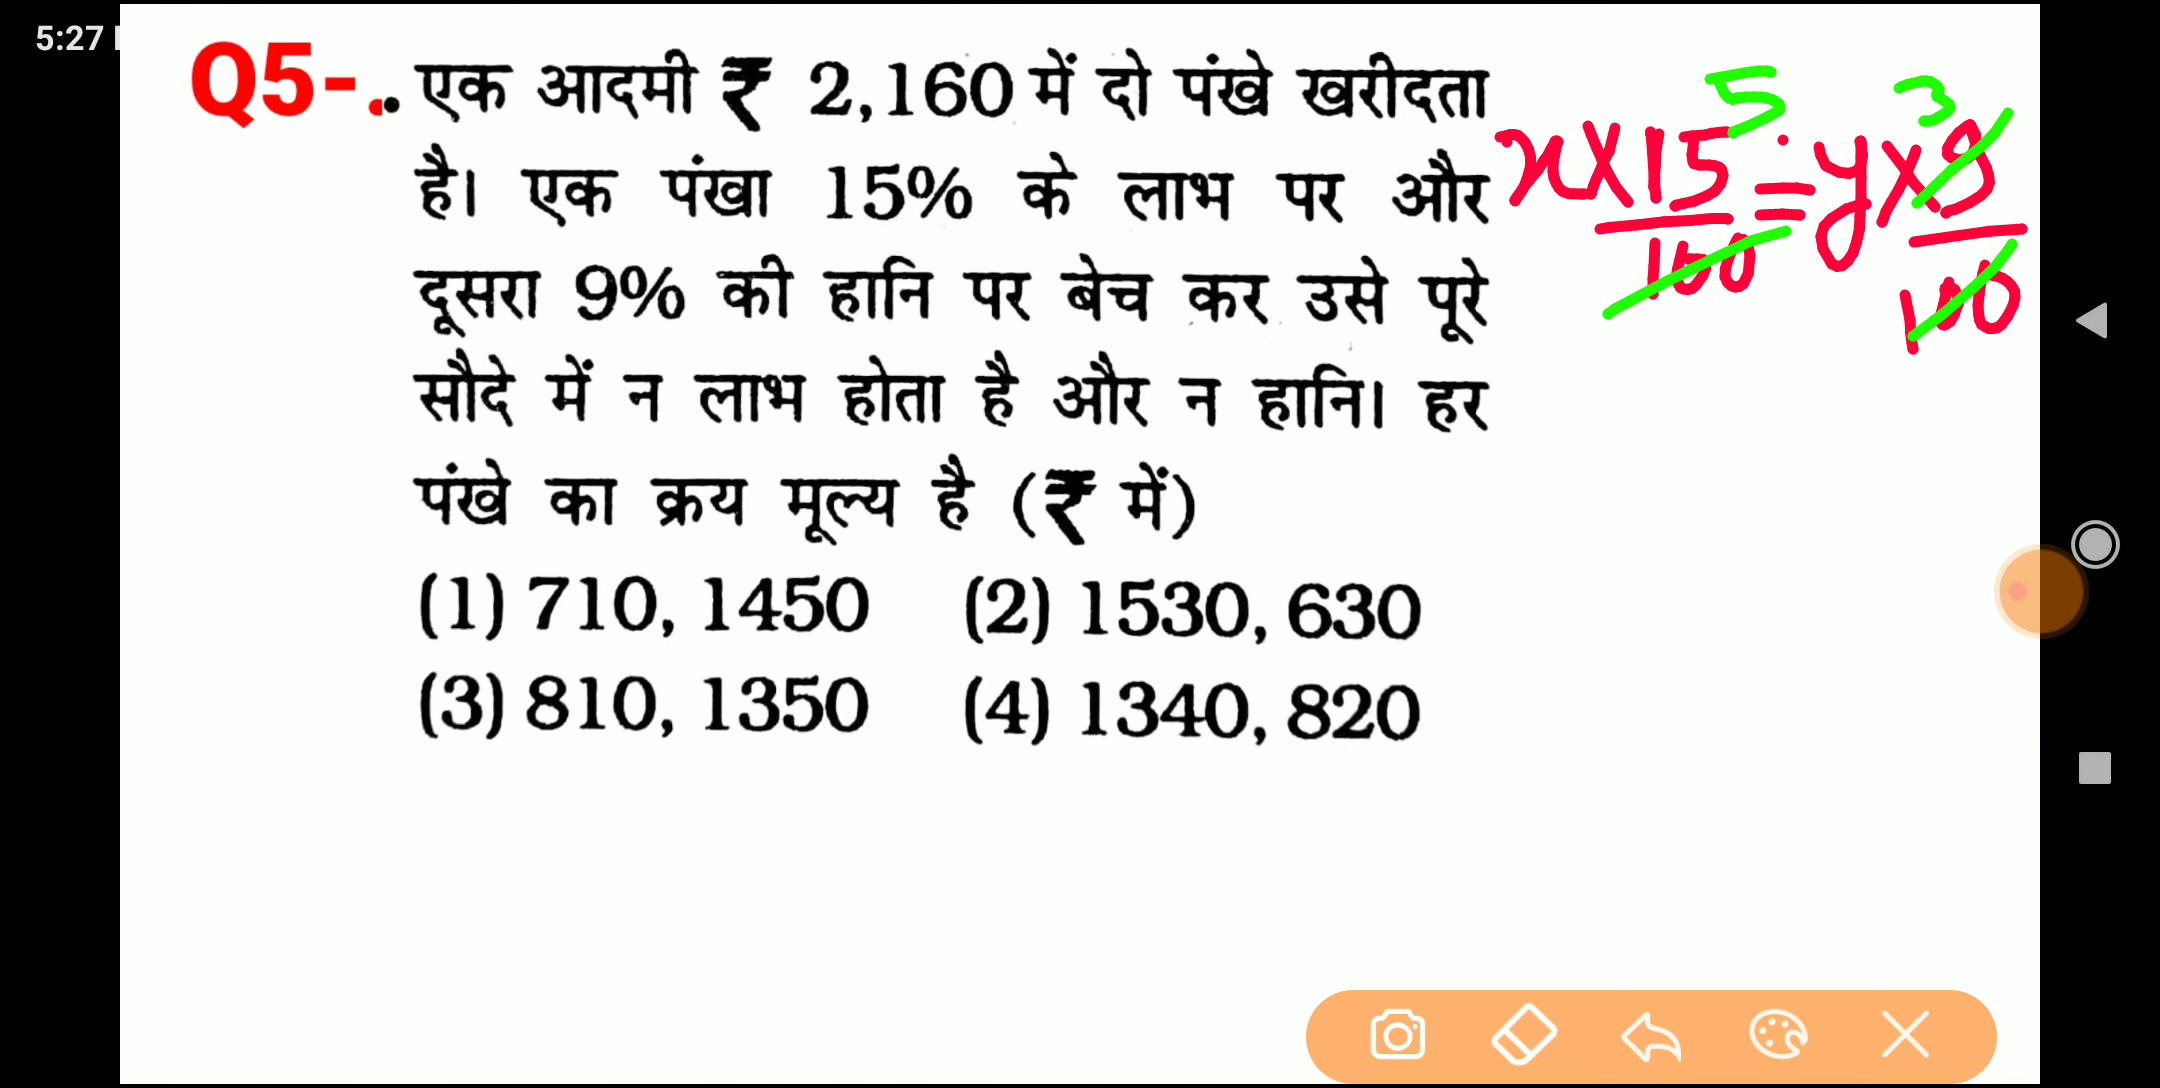 5:27
Q5-.. एक आदमी ₹ 2,160 में दो पंखे खरीदता
है। एक पंखा 15% के लाभ पर और
दूसरा 9% की हानि पर बेच कर उसे पूरे
सौदे में न लाभ होता है और न हानि। हर
पंखे का क्रय मूल्य है (₹ में)
(1) 710, 1450 (2) 1530, 630
(3) 810, 1350 (4) 1340, 820
5 3
x×15 = y×9
100 100